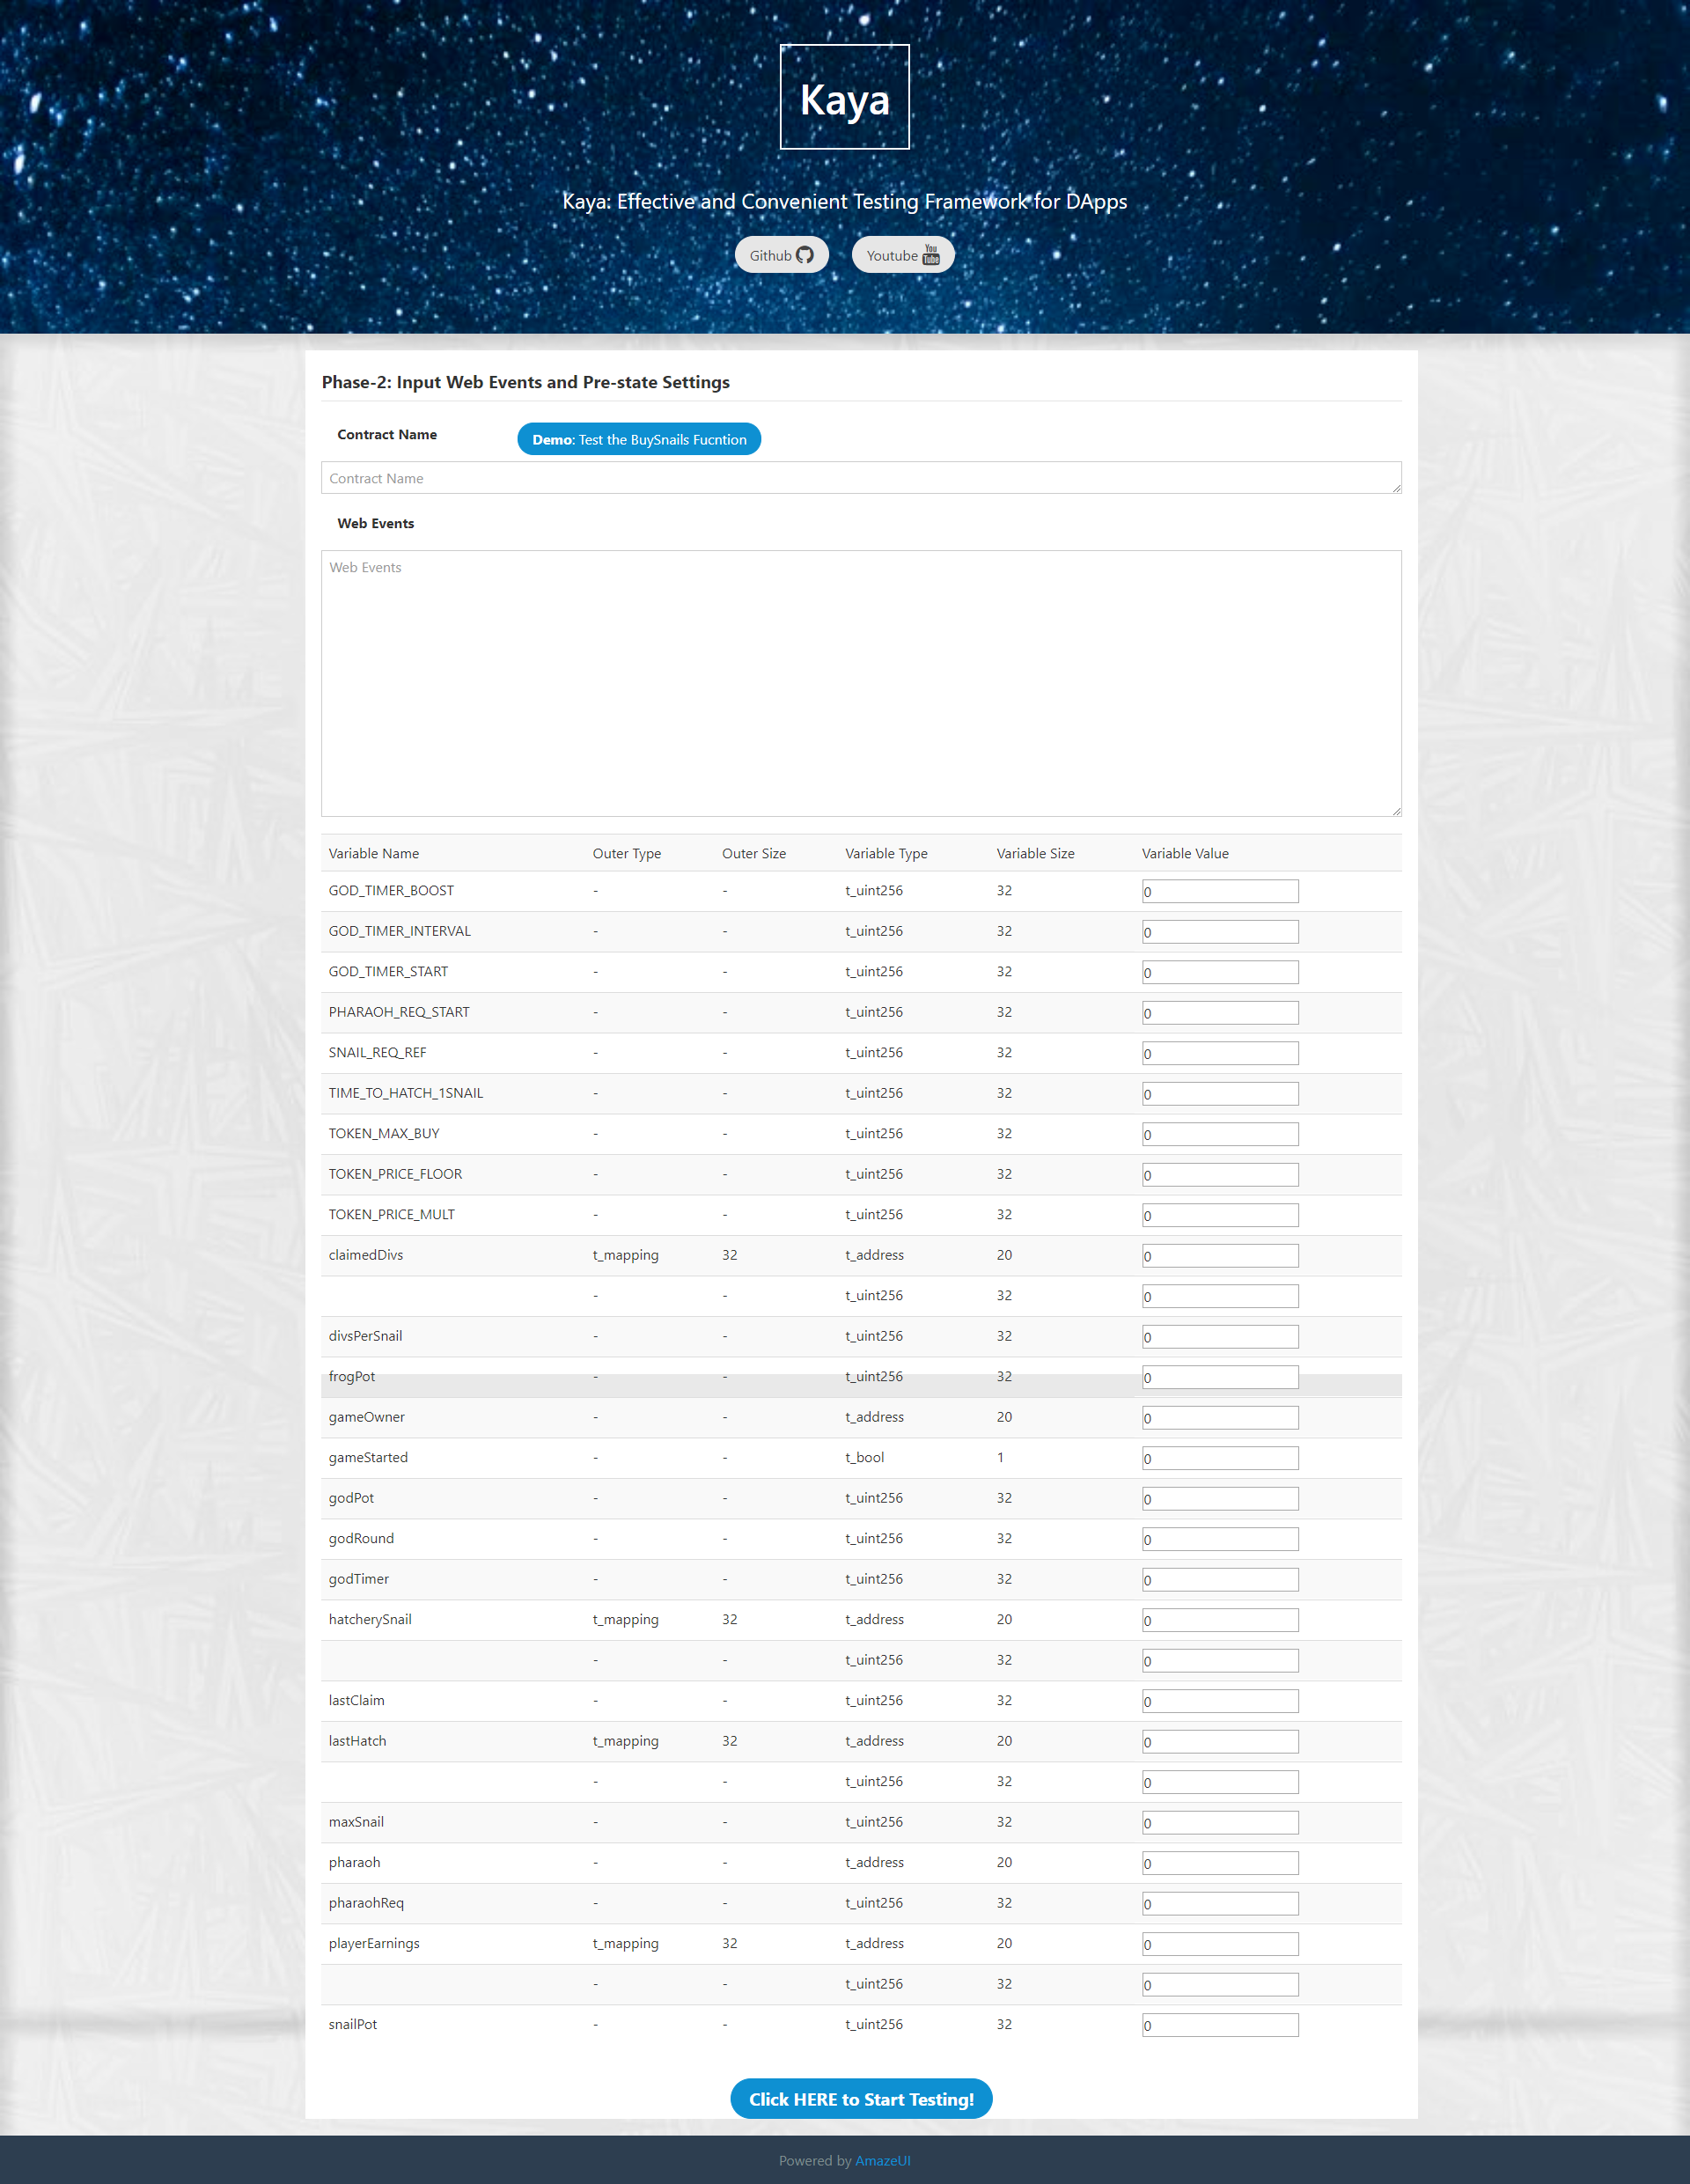 Kaya
Kaya: Effective and Convenient Testing Framework for DApps
Github
Youtube You Tube
Phase-2: Input Web Events and Pre-state Settings
Contract Name
Demo: Test the BuySnails Fucntion
Contract Name
Web Events
Web Events
Variable Name Outer Type Outer Size Variable Type Variable Size Variable Value
GOD_TIMER_BOOST - - t_uint256 32 0
GOD_TIMER_INTERVAL - - t_uint256 32 0
GOD_TIMER_START - - t_uint256 32 0
PHARAOH_REQ_START - - t_uint256 32 0
SNAIL_REQ_REF - - t_uint256 32 0
TIME_TO_HATCH_1SNAIL - - t_uint256 32 0
TOKEN_MAX_BUY - - t_uint256 32 0
TOKEN_PRICE_FLOOR - - t_uint256 32 0
TOKEN_PRICE_MULT - - t_uint256 32 0
claimedDivs t_mapping 32 t_address 20 0
- - t_uint256 32 0
divsPerSnail - - t_uint256 32 0
frogPot - - t_uint256 32 0
gameOwner - - t_address 20 0
gameStarted - - t_bool 1 0
godPot - - t_uint256 32 0
godRound - - t_uint256 32 0
godTimer - - t_uint256 32 0
hatcherySnail t_mapping 32 t_address 20 0
- - t_uint256 32 0
lastClaim - - t_uint256 32 0
lastHatch t_mapping 32 t_address 20 0
- - t_uint256 32 0
maxSnail - - t_uint256 32 0
pharaoh - - t_address 20 0
pharaohReq - - t_uint256 32 0
playerEarnings t_mapping 32 t_address 20 0
- - t_uint256 32 0
snailPot - - t_uint256 32 0
Click HERE to Start Testing!
Powered by AmazeUI